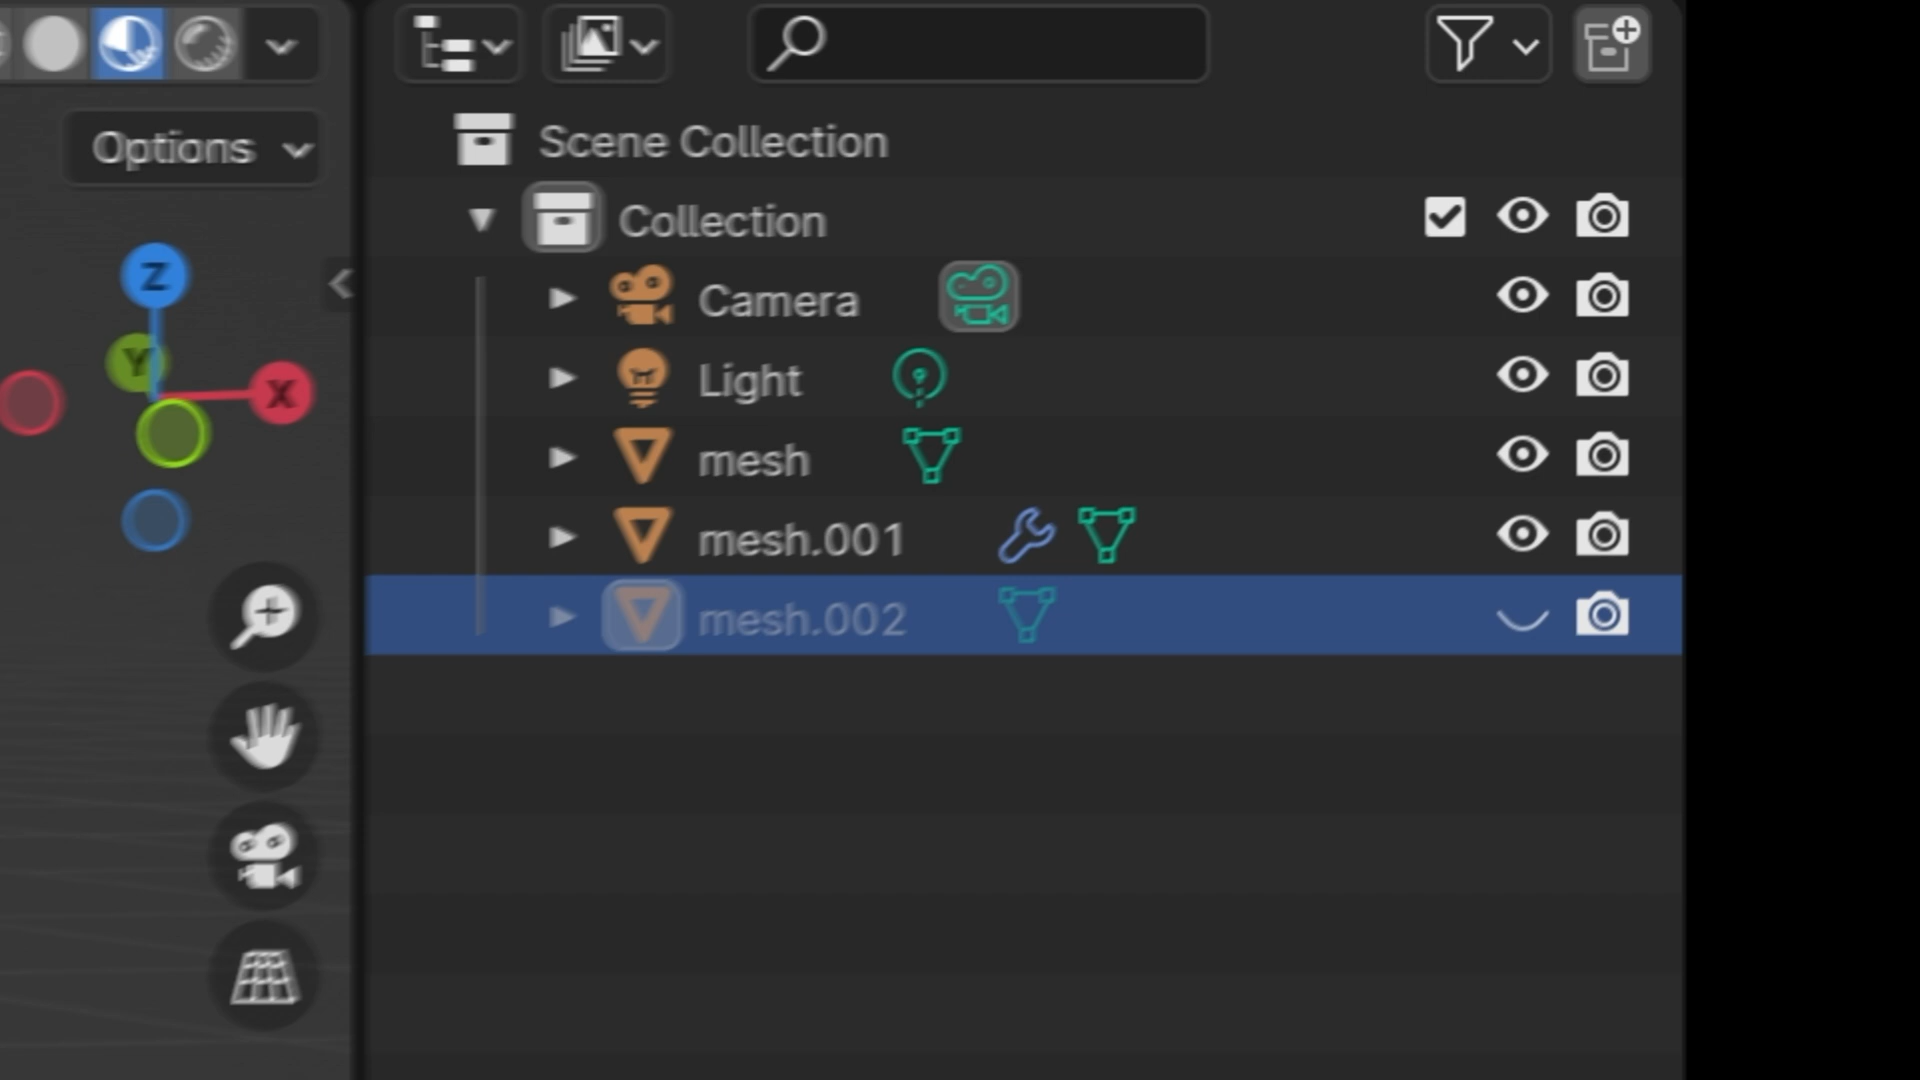 Options
Scene Collection
Collection
Camera
Light
mesh
mesh.001
mesh.002
Z
Y
X